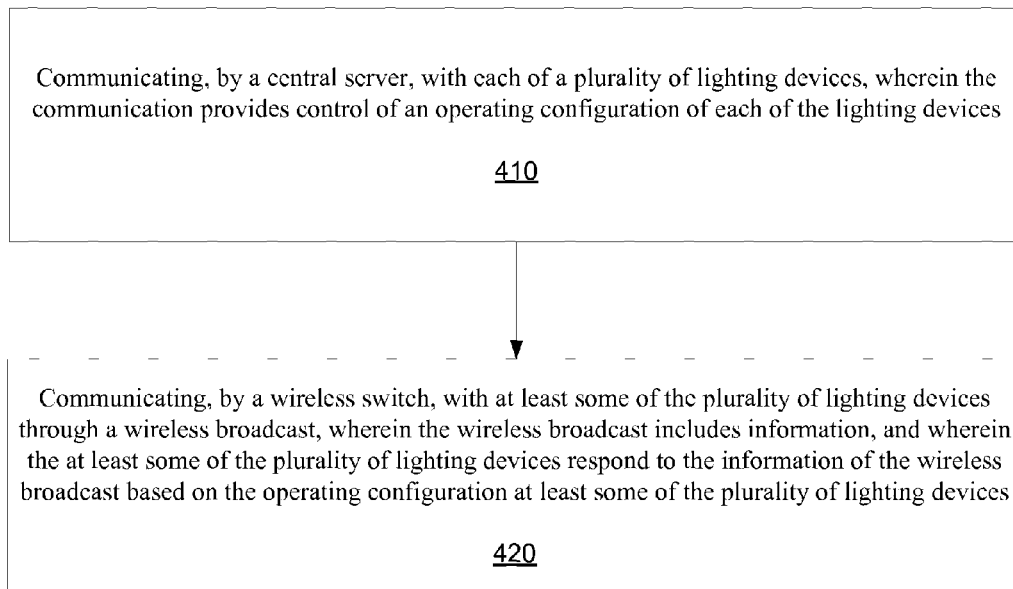 Communicating, by a central server, with each of a plurality of lighting devices, wherein the
communication provides control of an operating configuration of each of the lighting devices
410
Communicating, by a wireless switch, with at least some of the plurality of lighting devices
through a wireless broadcast, wherein the wireless broadcast includes information, and wherein
the at least some of the plurality of lighting devices respond to the information of the wireless
broadcast based on the operating configuration at least some of the plurality of lighting devices
420